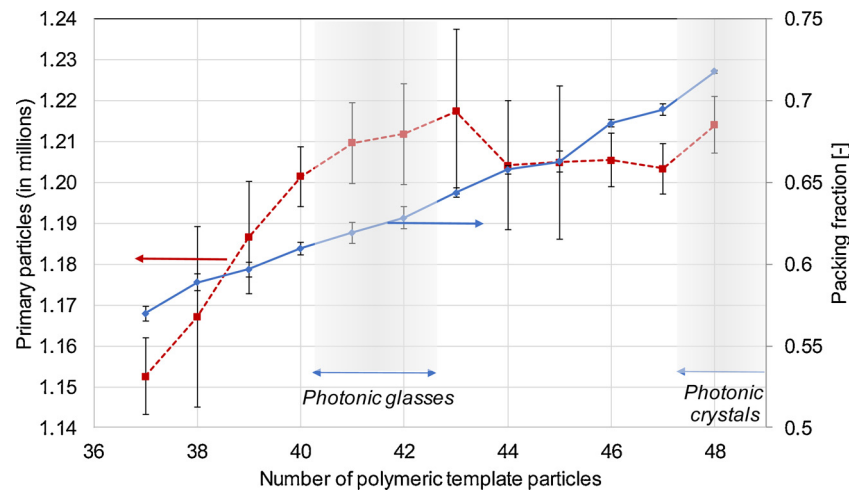 1.24
1.23
1.22
1.21
1.20
1.19
1.18
1.17
1.16
1.15
1.14
Primary particles (in millions)
0.75
0.7
0.65
0.6
0.55
0.5
Packing fraction [-]
Photonic glasses
Photonic
crystals
36 38 40 42 44 46 48
Number of polymeric template particles